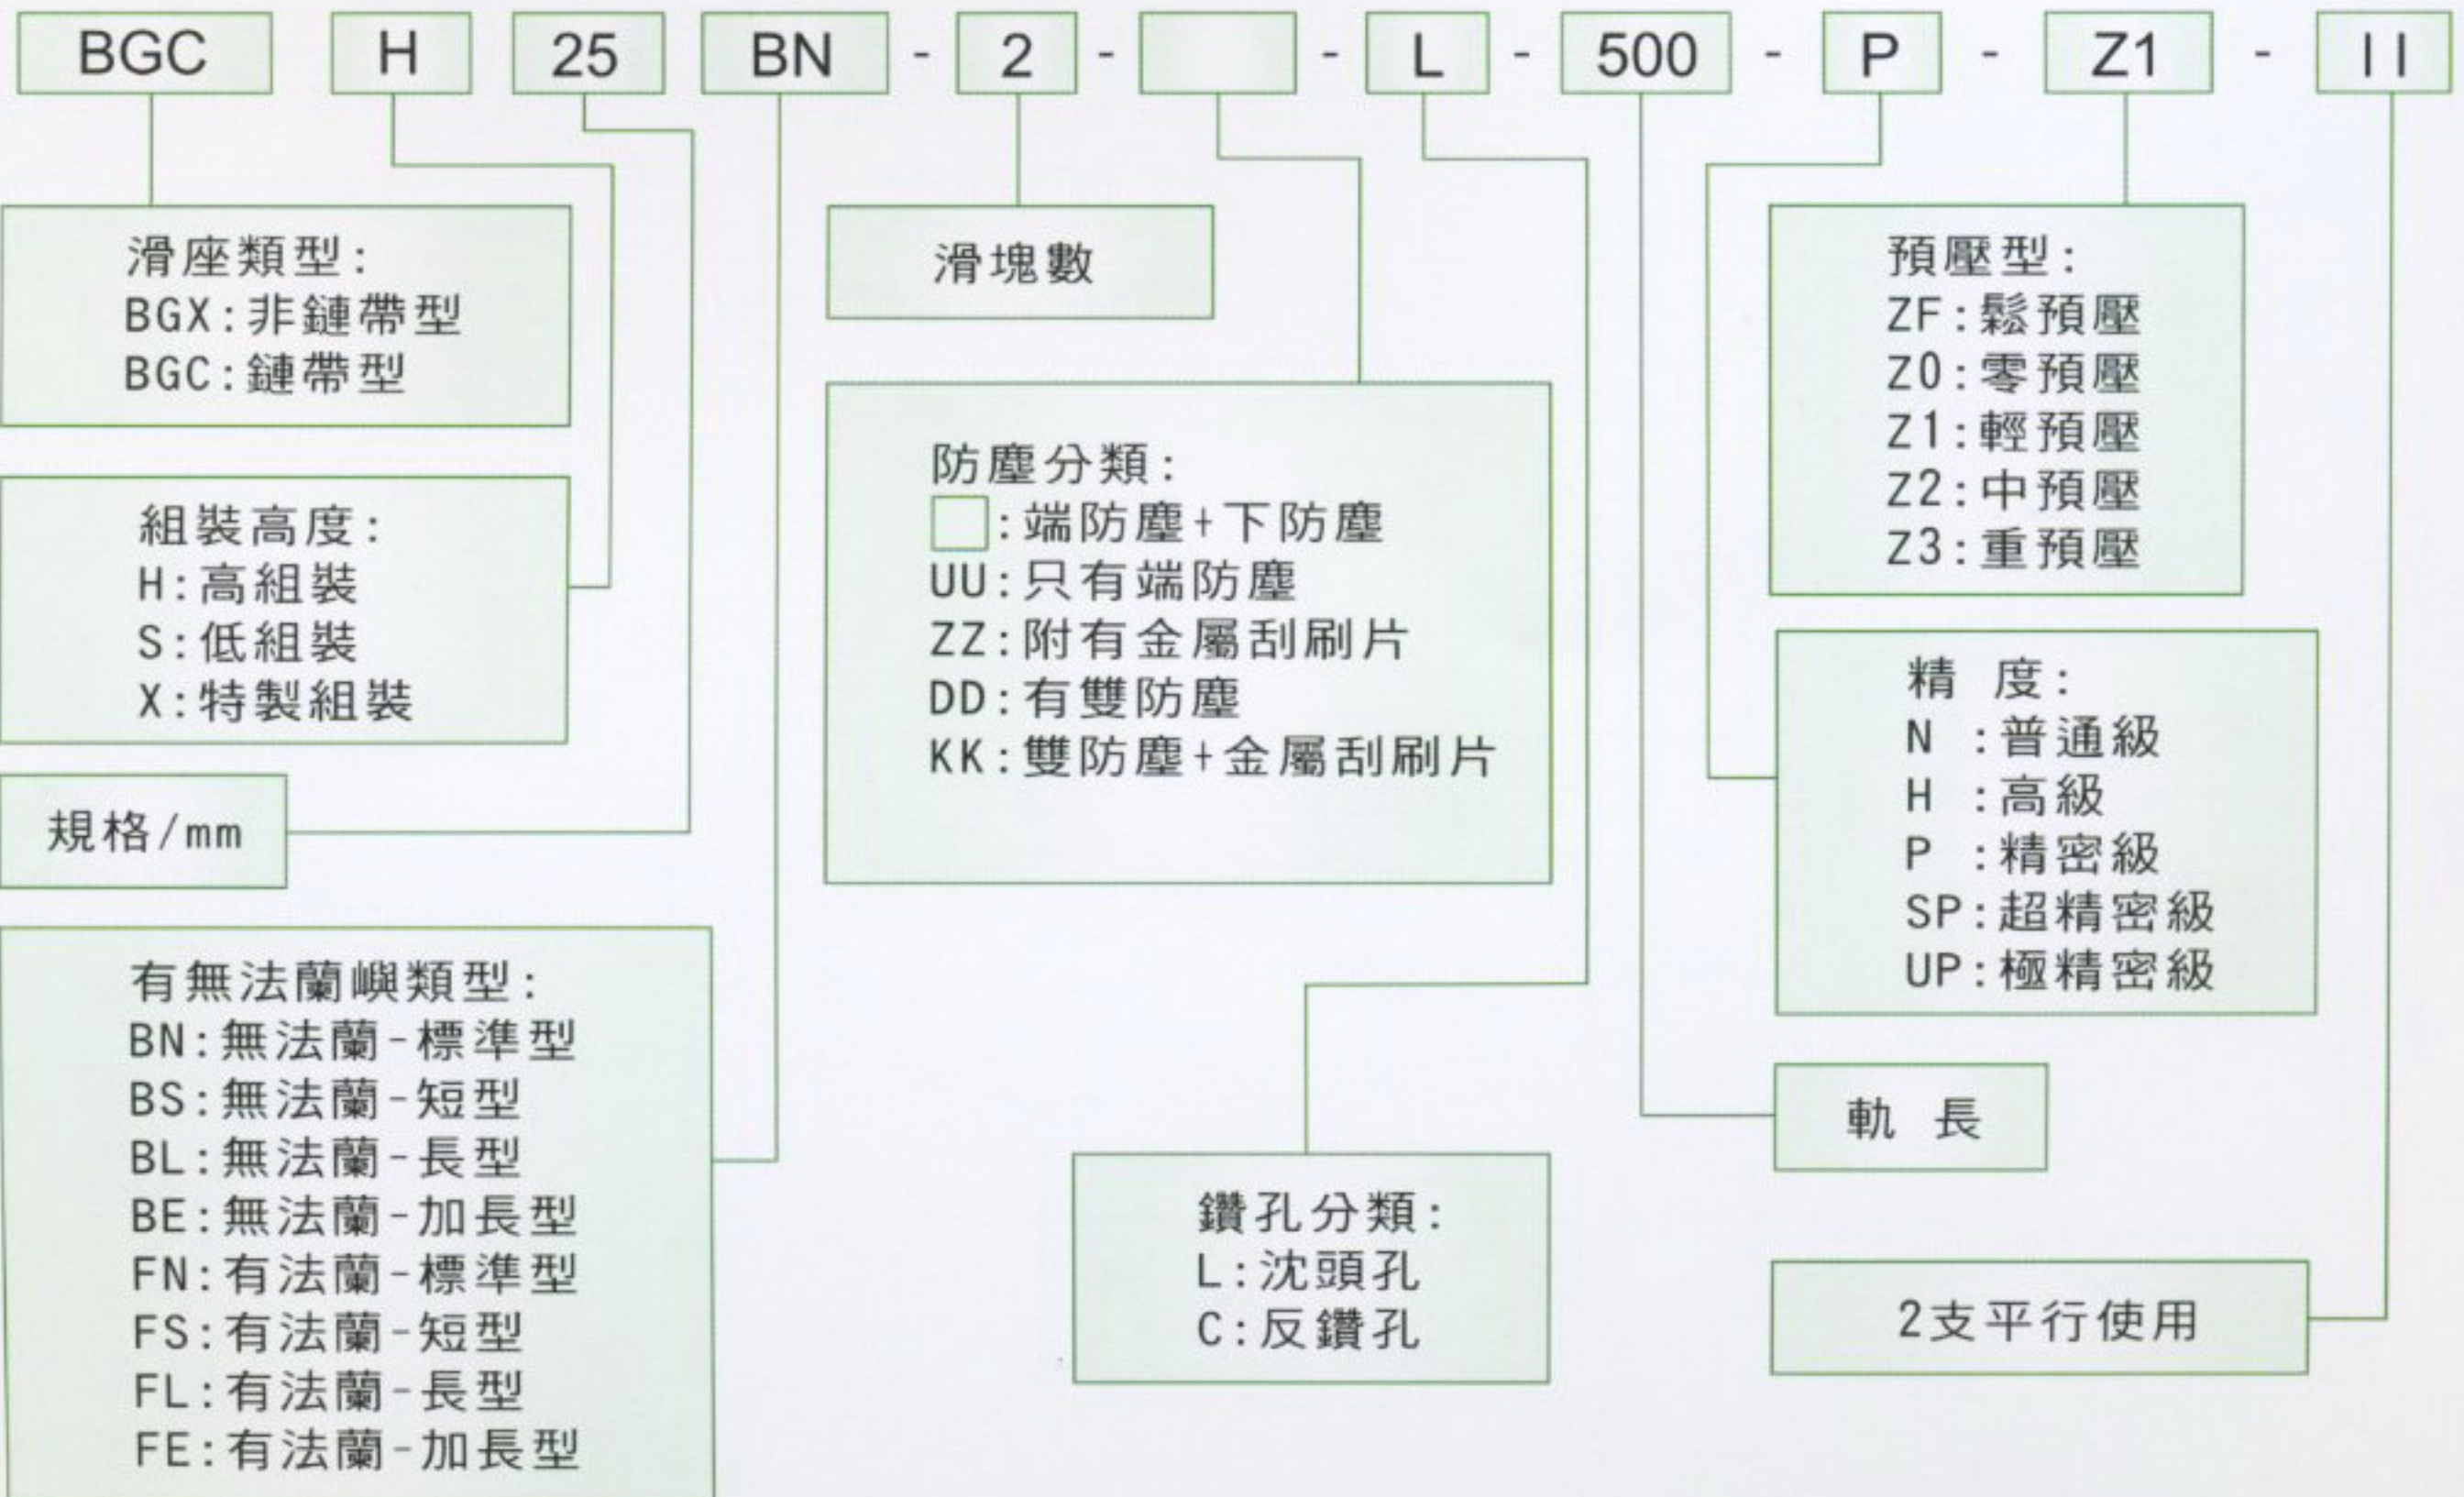 BGC H 25 BN - 2 - - L - 500 - P - Z1 - II
滑座類型:
BGX:非鏈帶型
BGC:鏈帶型
組裝高度:
H:高組裝
S:低組裝
X:特製組裝
規格/mm
有無法蘭嶼類型:
BN:無法蘭-標準型
BS:無法蘭-短型
BL:無法蘭-長型
BE:無法蘭-加長型
FN:有法蘭-標準型
FS:有法蘭-短型
FL:有法蘭-長型
FE:有法蘭-加長型
滑塊數
防塵分類:
□:端防塵+下防塵
UU:只有端防塵
ZZ:附有金屬刮刷片
DD:有雙防塵
KK:雙防塵+金屬刮刷片
鑽孔分類:
L:沈頭孔
C:反鑽孔
預壓型:
ZF:鬆預壓
Z0:零預壓
Z1:輕預壓
Z2:中預壓
Z3:重預壓
精 度:
N :普通級
H :高級
P :精密級
SP:超精密級
UP:極精密級
軌 長
2支平行使用